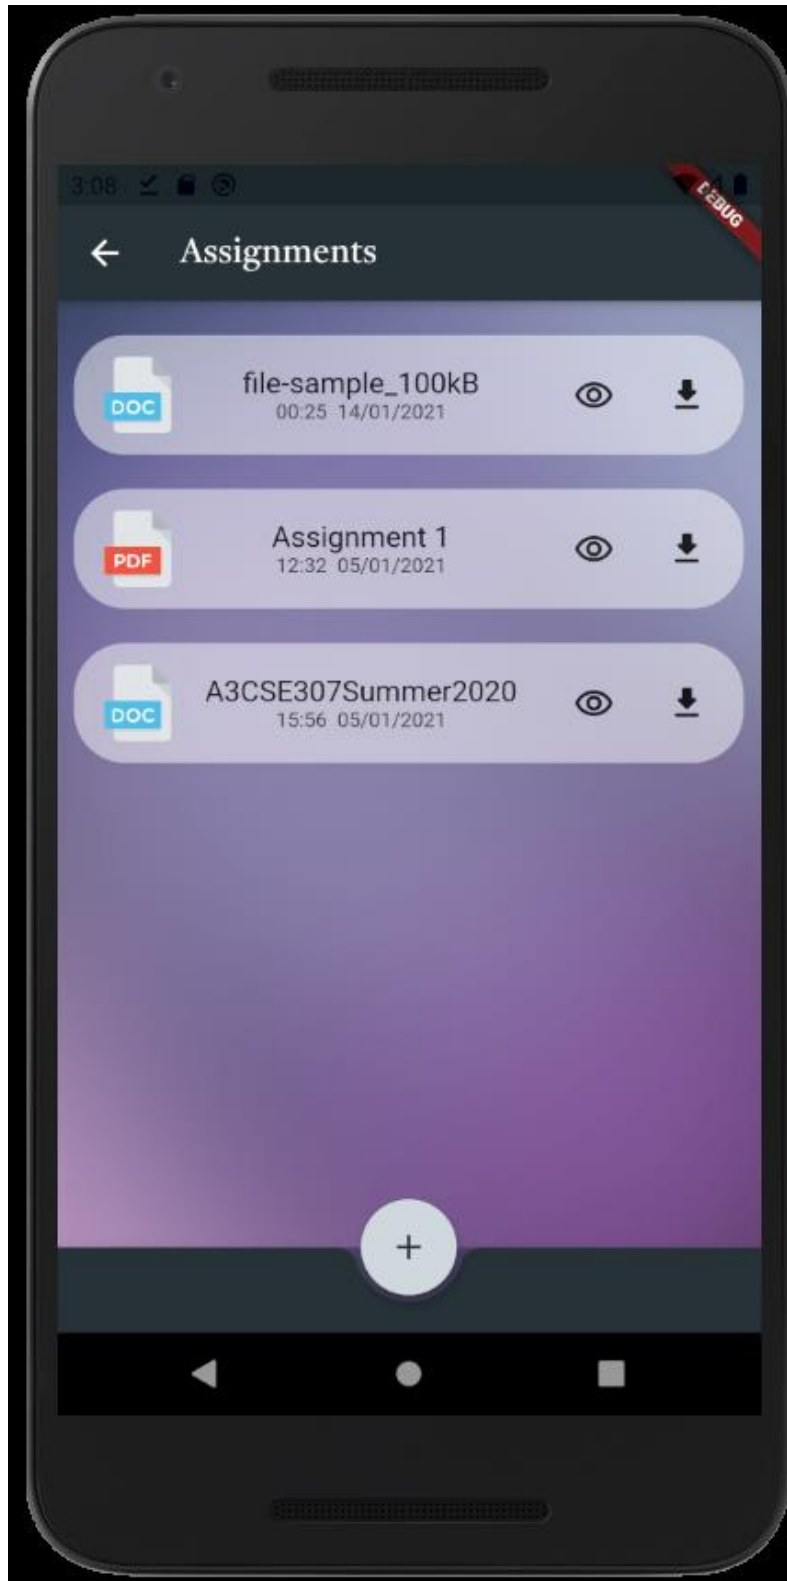 3:08
DEBUG
Assignments
DOC
file-sample_100kB
00:25 14/01/2021
PDF
Assignment 1
12:32 05/01/2021
DOC
A3CSE307Summer2020
15:56 05/01/2021